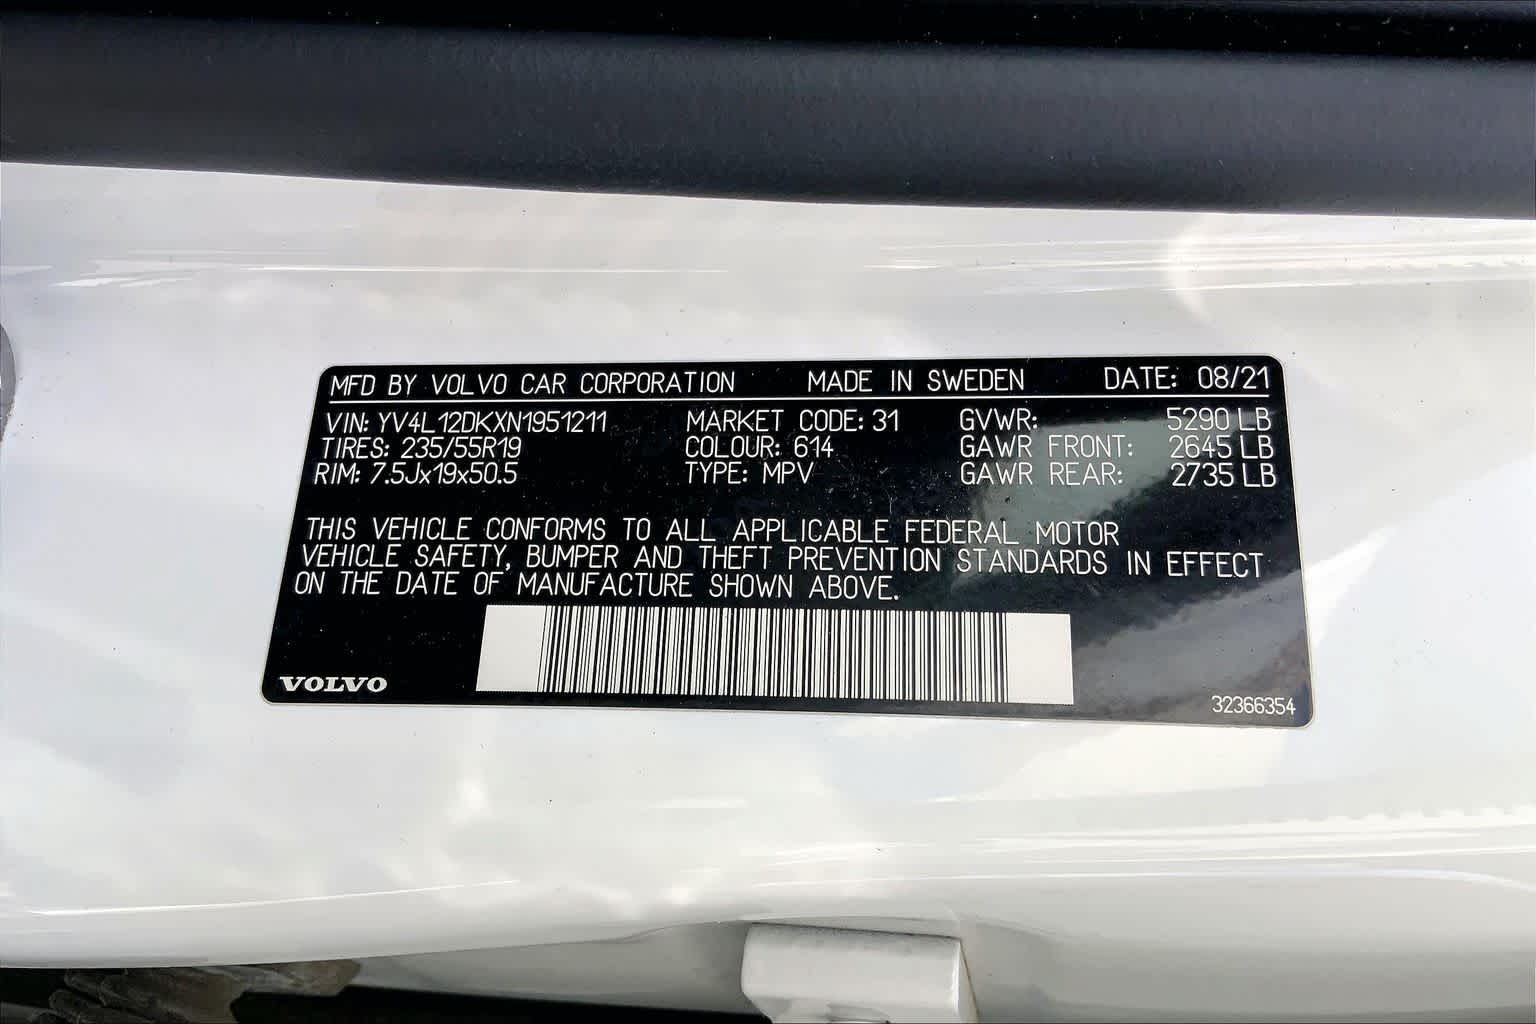 MFD BY VOLVO CAR CORPORATION MADE IN SWEDEN DATE: 08/21
VIN: YV4L12DKXN1951211 MARKET CODE: 31 GVWR: 5290 LB
TIRES: 235/55R19 COLOUR: 614 GAWR FRONT: 2645 LB
RIM: 7.5Jx19x50.5 TYPE: MPV GAWR REAR: 2735 LB
THIS VEHICLE CONFORMS TO ALL APPLICABLE FEDERAL MOTOR
VEHICLE SAFETY, BUMPER AND THEFT PREVENTION STANDARDS IN EFFECT
ON THE DATE OF MANUFACTURE SHOWN ABOVE.
VOLVO
32366354